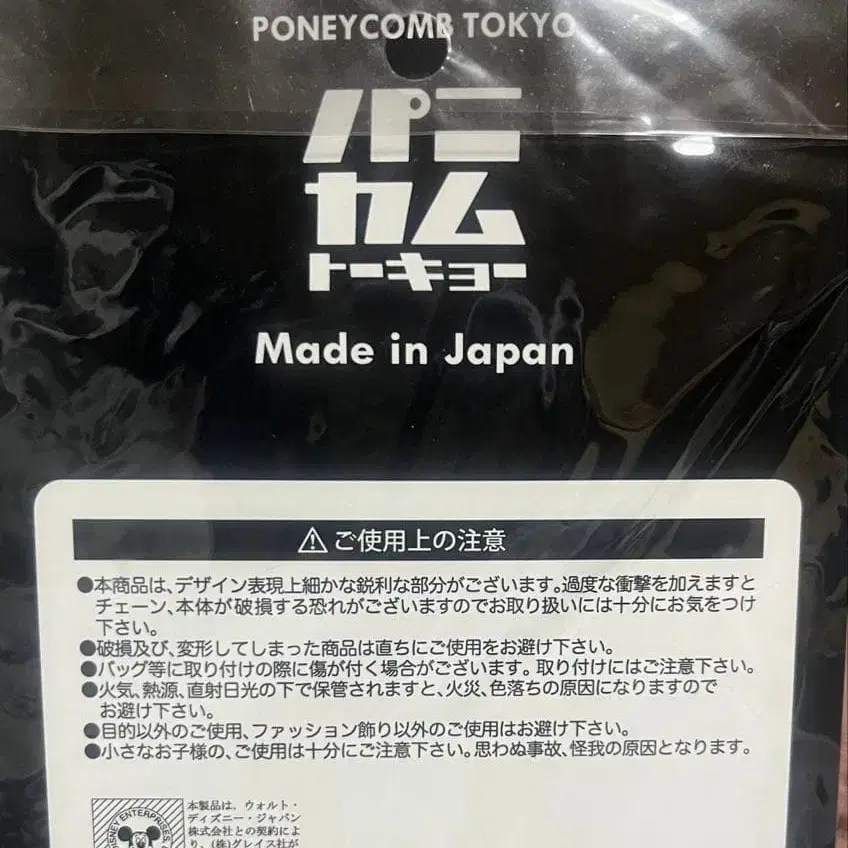 PONEYCOMB TOKYO
パニ
カム
トーキョー
Made in Japan
⚠ご使用上の注意
●本商品は、デザイン表現上細かな鋭利な部分がございます。過度な衝撃を加えますと
チェーン、本体が破損する恐れがございますのでお取り扱いには十分にお気をつけ
下さい。
●破損及び、変形してしまった商品は直ちにご使用をお避け下さい。
●バッグ等に取り付けの際に傷が付く場合がございます。取り付けにはご注意下さい。
●火気、熱源、直射日光の下で保管されますと、火災、色落ちの原因になりますので
お避け下さい。
●目的以外のご使用、ファッション飾り以外のご使用はお避け下さい。
●小さなお子様の、ご使用は十分にご注意下さい。思わぬ事故、怪我の原因となります。
本製品は、ウォルト・
ディズニー・ジャパン
株式会社との契約によ
り、(株)グレイス社が
ENTERPRISES